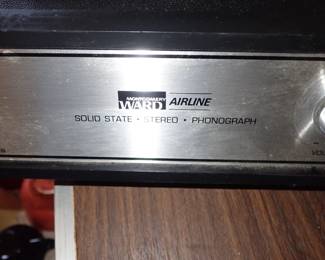 MONTGOMERY
WARD AIRLINE
SOLID STATE • STEREO • PHONOGRAPH